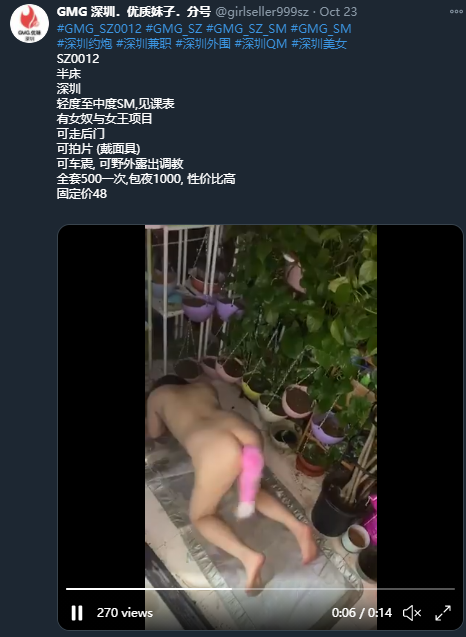 GMG 深圳．优质妹子．分号 @girlseller999sz · Oct 23
#GMG_SZ0012 #GMG_SZ #GMG_SZ_SM #GMG_SM
#深圳约炮 #深圳兼职 #深圳外围 #深圳QM #深圳美女
SZ0012
半床
深圳
轻度至中度SM,见课表
有女奴与女王项目
可走后门
可拍片 (戴面具)
可车震, 可野外露出调教
全套500一次,包夜1000, 性价比高
固定价48
270 views
0:06 / 0:14